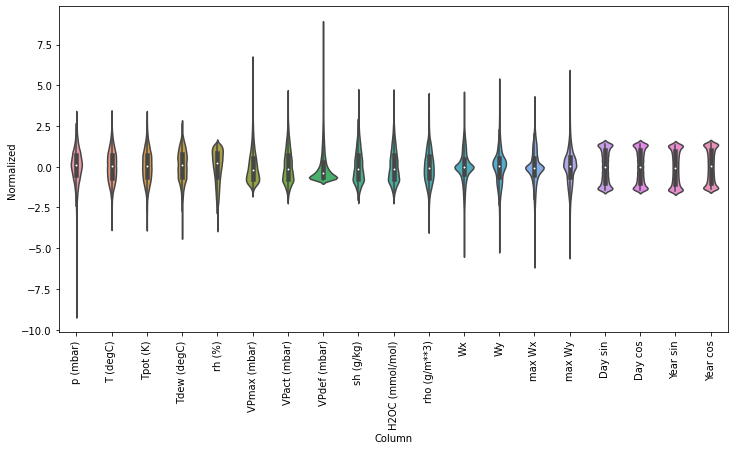 7.5
5.0
2.5
0.0
−2.5
−5.0
−7.5
−10.0
Normalized
p (mbar)
T (degC)
Tpot (K)
Tdew (degC)
rh (%)
VPmax (mbar)
VPact (mbar)
VPdef (mbar)
sh (g/kg)
H2OC (mmol/mol)
rho (g/m**3)
Wx
Wy
max Wx
max Wy
Day sin
Day cos
Year sin
Year cos
Column